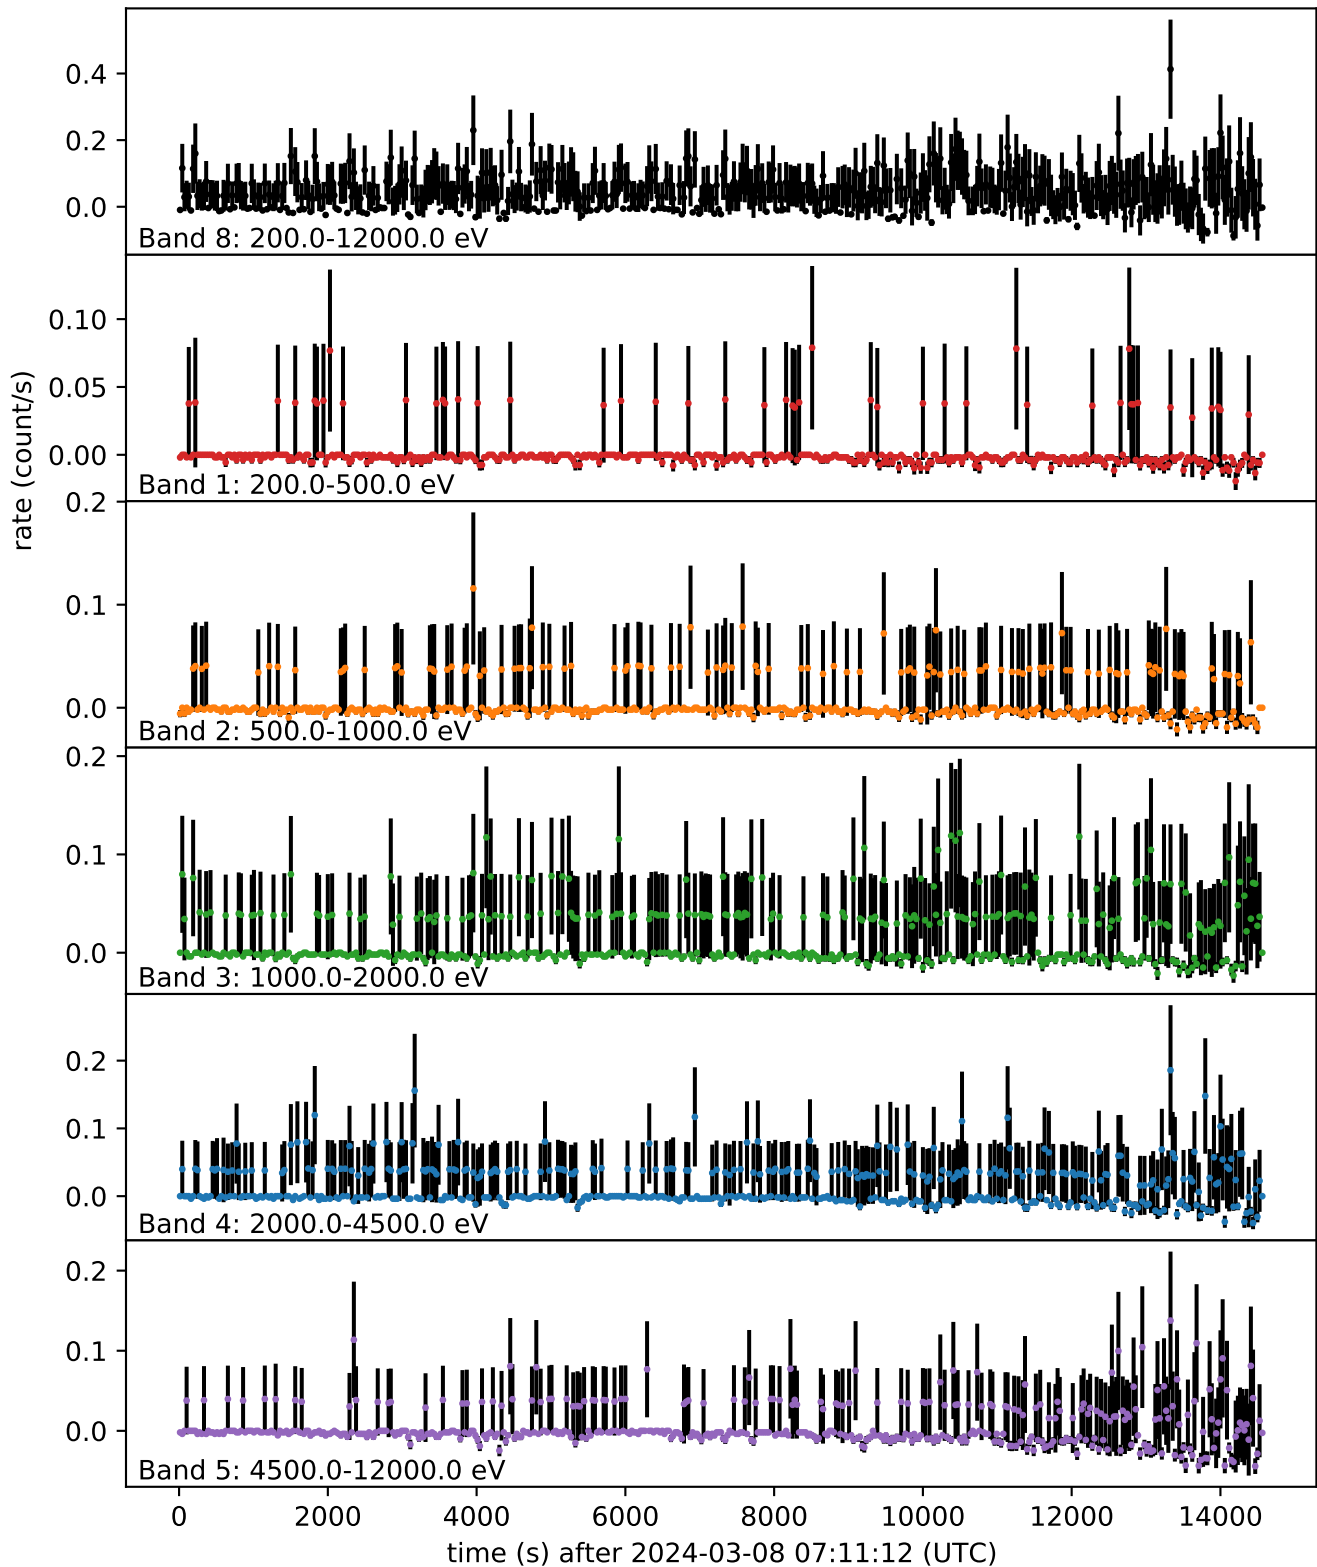 rate (count/s)
0.4
0.2
0.0
Band 8: 200.0-12000.0 eV
0.10
0.05
0.00
Band 1: 200.0-500.0 eV
0.2
0.1
0.0
Band 2: 500.0-1000.0 eV
0.2
0.1
0.0
Band 3: 1000.0-2000.0 eV
0.2
0.1
0.0
Band 4: 2000.0-4500.0 eV
0.2
0.1
0.0
Band 5: 4500.0-12000.0 eV
0 2000 4000 6000 8000 10000 12000 14000
time (s) after 2024-03-08 07:11:12 (UTC)